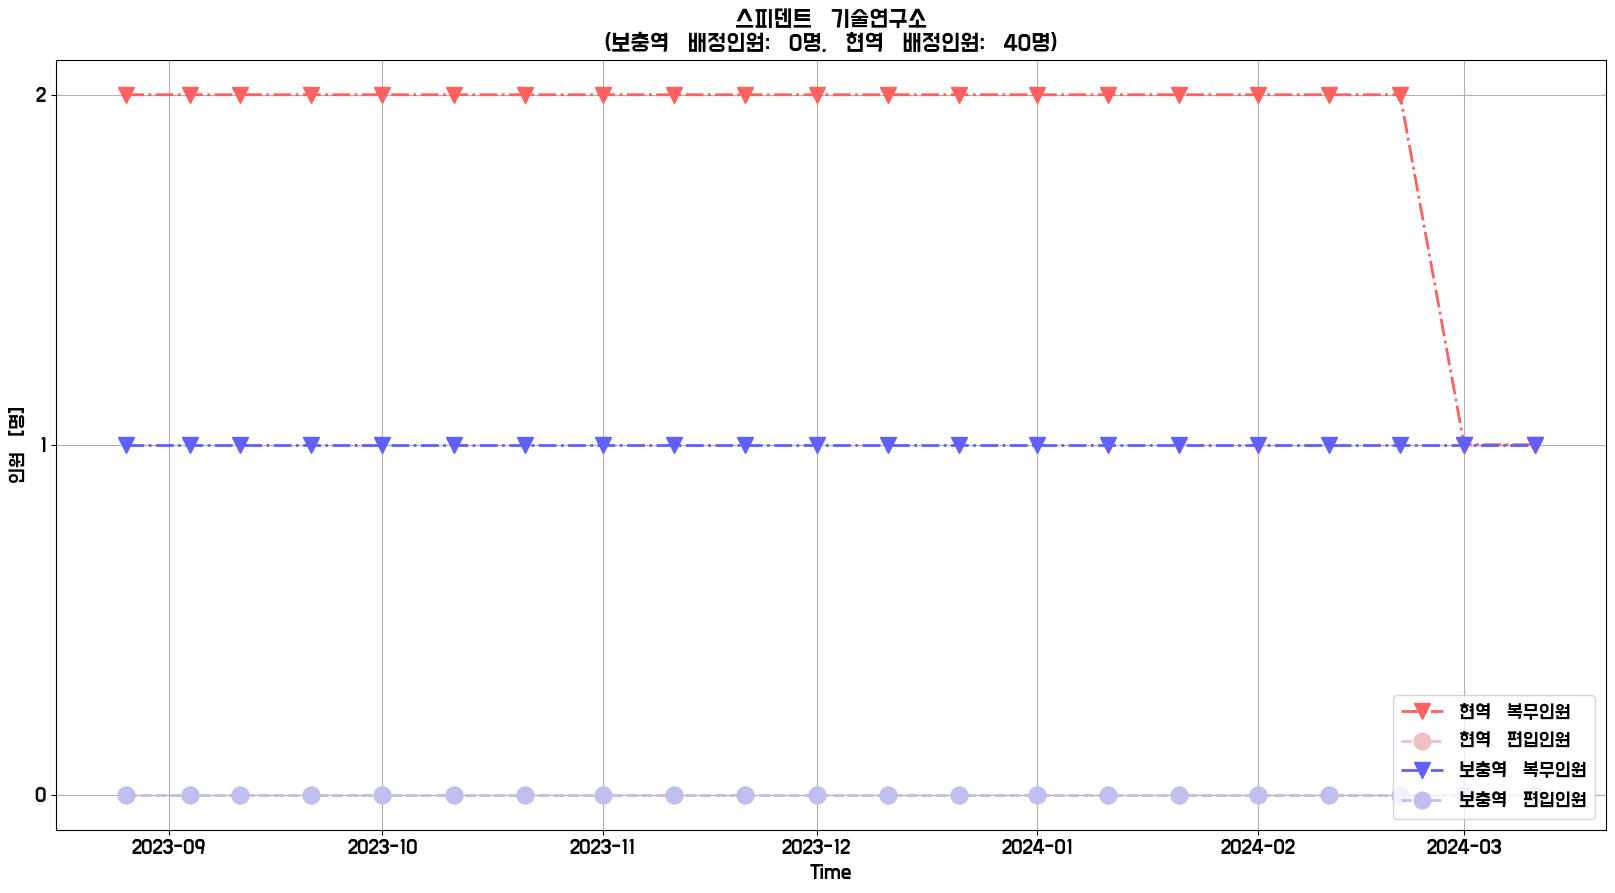 스피덴트 기술연구소
(보충역 배정인원: 0명, 현역 배정인원: 40명)
2
1
0
인원 [명]
현역 복무인원
현역 편입인원
보충역 복무인원
보충역 편입인원
2023-09 2023-10 2023-11 2023-12 2024-01 2024-02 2024-03
Time